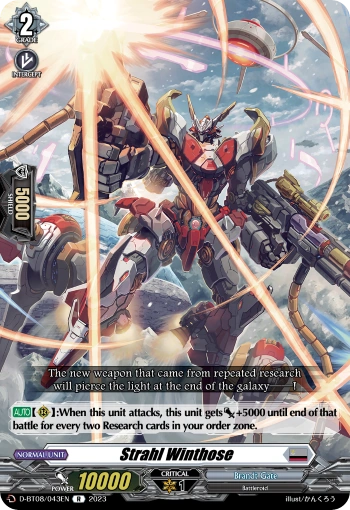 2
GRADE
INTERCEPT
5000
SHIELD
The new weapon that came from repeated research
will pierce the light at the end of the galaxy——!
AUTO【 】:When this unit attacks, this unit gets +5000 until end of that
battle for every two Research cards in your order zone.
NORMAL UNIT
Strahl Winthose
POWER 10000
CRITICAL
1
Brandt Gate
Battleroid
D-BT08/043EN R 2023
illust/かんくろう